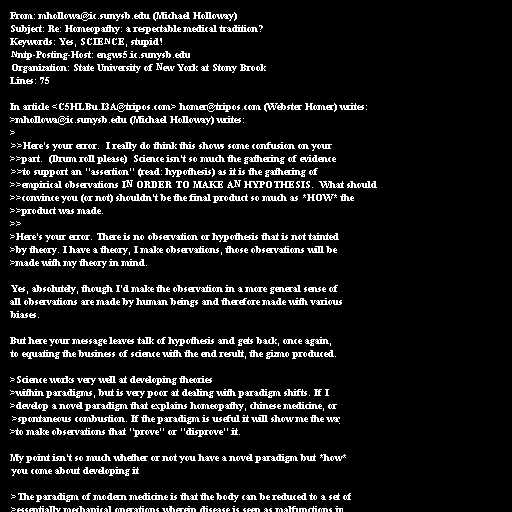 From: mhollowa@ic.sunysb.edu (Michael Holloway)
Subject: Re: Homeopathy: a respectable medical tradition?
Keywords: Yes, SCIENCE, stupid!
Nntp-Posting-Host: engws5.ic.sunysb.edu
Organization: State University of New York at Stony Brook
Lines: 75

In article <C5HLBu.I3A@tripos.com> homer@tripos.com (Webster Homer) writes:
>mhollowa@ic.sunysb.edu (Michael Holloway) writes:
>
>>Here's your error.  I really do think this shows some confusion on your
>>part.  (Drum roll please)  Science isn't so much the gathering of evidence
>>to support an "assertion" (read: hypothesis) as it is the gathering of
>>empirical observations IN ORDER TO MAKE AN HYPOTHESIS.  What should
>>convince you (or not) shouldn't be the final product so much as *HOW* the
>>product was made.
>>
>Here's your error. There is no observation or hypothesis that is not tainted
>by theory. I have a theory, I make observations, those observations will be
>made with my theory in mind.

Yes, absolutely, though I'd make the observation in a more general sense of
all observations are made by human beings and therefore made with various
biases.

But here your message leaves talk of hypothesis and gets back, once again,
to equating the business of science with the end result, the gizmo produced.

>Science works very well at developing theories
>within paradigms, but is very poor at dealing with paradigm shifts. If I
>develop a novel paradigm that explains homeopathy, chinese medicine, or
>spontaneous combustion. If the paradigm is useful it will show me the way
>to make observations that "prove" or "disprove" it.

My point isn't so much whether or not you have a novel paradigm but *how*
you come about developing it

>The paradigm of modern medicine is that the body can be reduced to a set of
>essentially mechanical operations wherein disease is seen as malfunctions in